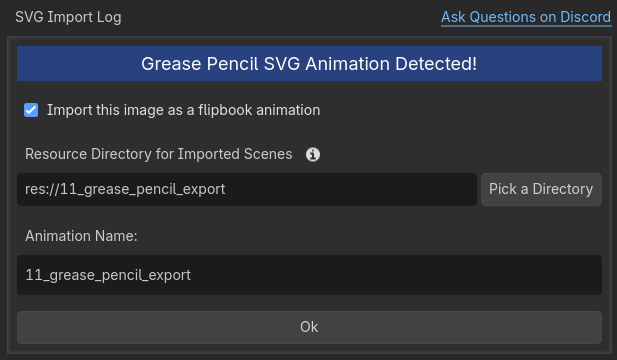 SVG Import Log
Ask Questions on Discord
Grease Pencil SVG Animation Detected!
Import this image as a flipbook animation
Resource Directory for Imported Scenes
res://11_grease_pencil_export
Pick a Directory
Animation Name:
11_grease_pencil_export
Ok